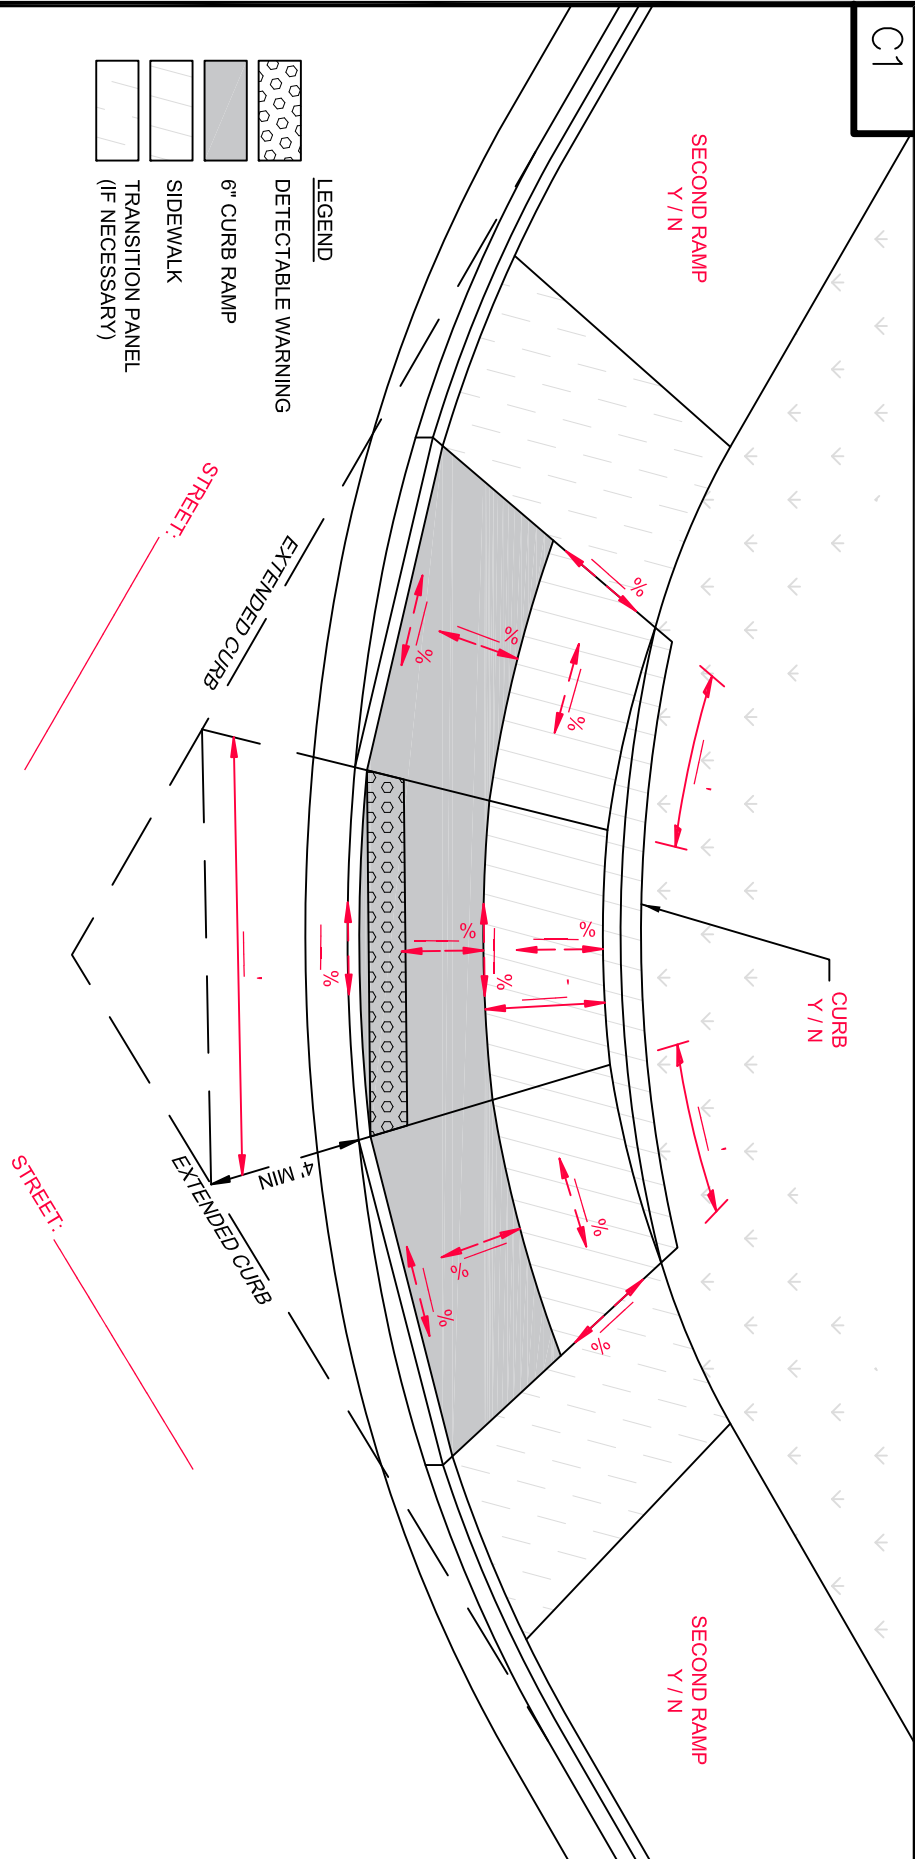 C1
SECOND RAMP
Y / N
CURB
Y / N
SECOND RAMP
Y / N
'
'
%
%
%
%
%
%
%
%
%
'
%
%
%
%
'
4' MIN
EXTENDED CURB
EXTENDED CURB
STREET:
STREET:
LEGEND
DETECTABLE WARNING
6" CURB RAMP
SIDEWALK
TRANSITION PANEL
(IF NECESSARY)